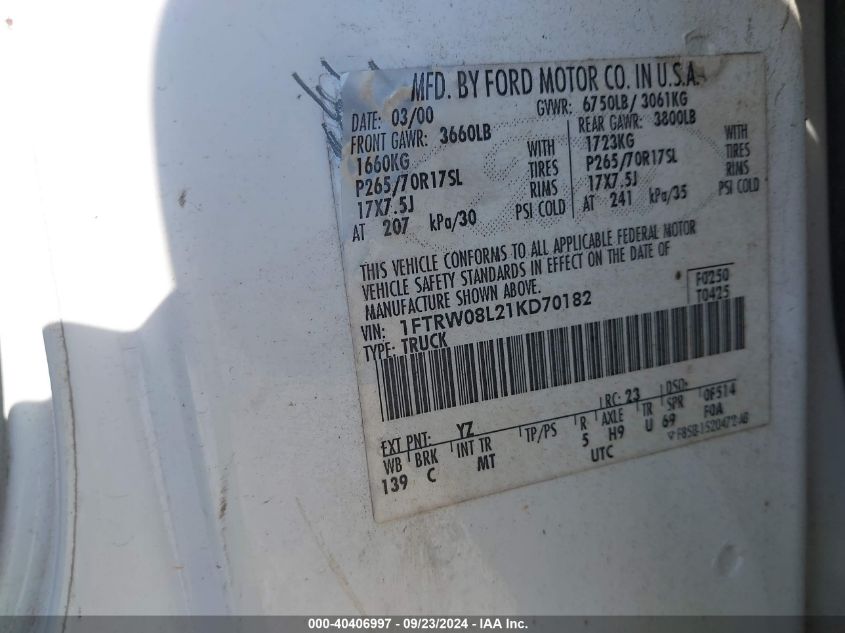 MFD. BY FORD MOTOR CO. IN U.S.A.
DATE: 03/00 GVWR: 6750LB/ 3061KG
FRONT GAWR: 3660LB REAR GAWR: 3800LB
1660KG WITH 1723KG WITH
P265/70R17SL TIRES P265/70R17SL TIRES
17X7.5J RIMS 17X7.5J RIMS
AT 207 kPa/30 PSI COLD AT 241 kPa/35 PSI COLD
THIS VEHICLE CONFORMS TO ALL APPLICABLE FEDERAL MOTOR
VEHICLE SAFETY STANDARDS IN EFFECT ON THE DATE OF
MANUFACTURE SHOWN ABOVE.
F0250
T0425
VIN: 1FTRW08L21KD70182
TYPE: TRUCK
EXT PNT: YZ RC: 23 DSO:
WB BRK INT TR TP/PS R AXLE TR SPR 0F514
139 C MT 5 H9 U 69 F0A
UTC F85B-1520472-AB
000-40406997 - 09/23/2024 - IAA Inc.